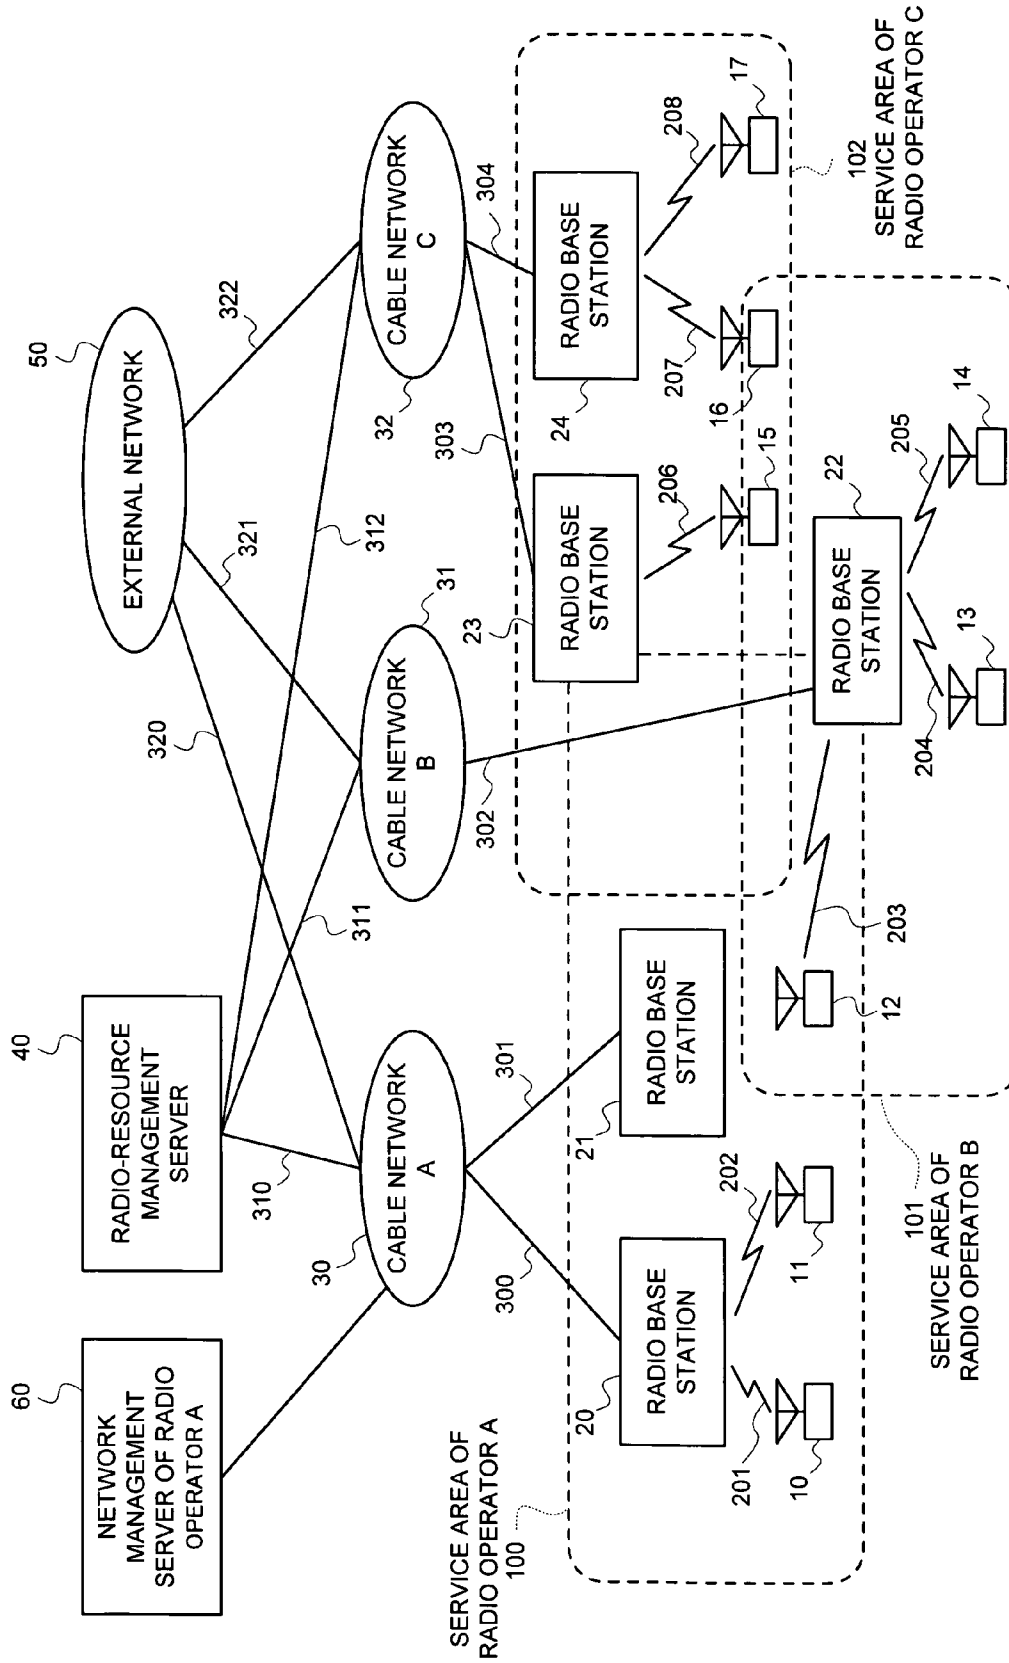 60
NETWORK
MANAGEMENT
SERVER OF RADIO
OPERATOR A
40
RADIO-RESOURCE
MANAGEMENT
SERVER
50
EXTERNAL NETWORK
310
311
320
321
312
322
30
CABLE NETWORK
A
31
CABLE NETWORK
B
32
CABLE NETWORK
C
SERVICE AREA OF
RADIO OPERATOR A
100
300
301
302
303
304
20
RADIO BASE
STATION
21
RADIO BASE
STATION
23
RADIO BASE
STATION
24
RADIO BASE
STATION
201
202
206
207
208
10
11
12
203
15
16
17
102
SERVICE AREA OF
RADIO OPERATOR C
22
RADIO BASE
STATION
204
205
13
14
101
SERVICE AREA OF
RADIO OPERATOR B